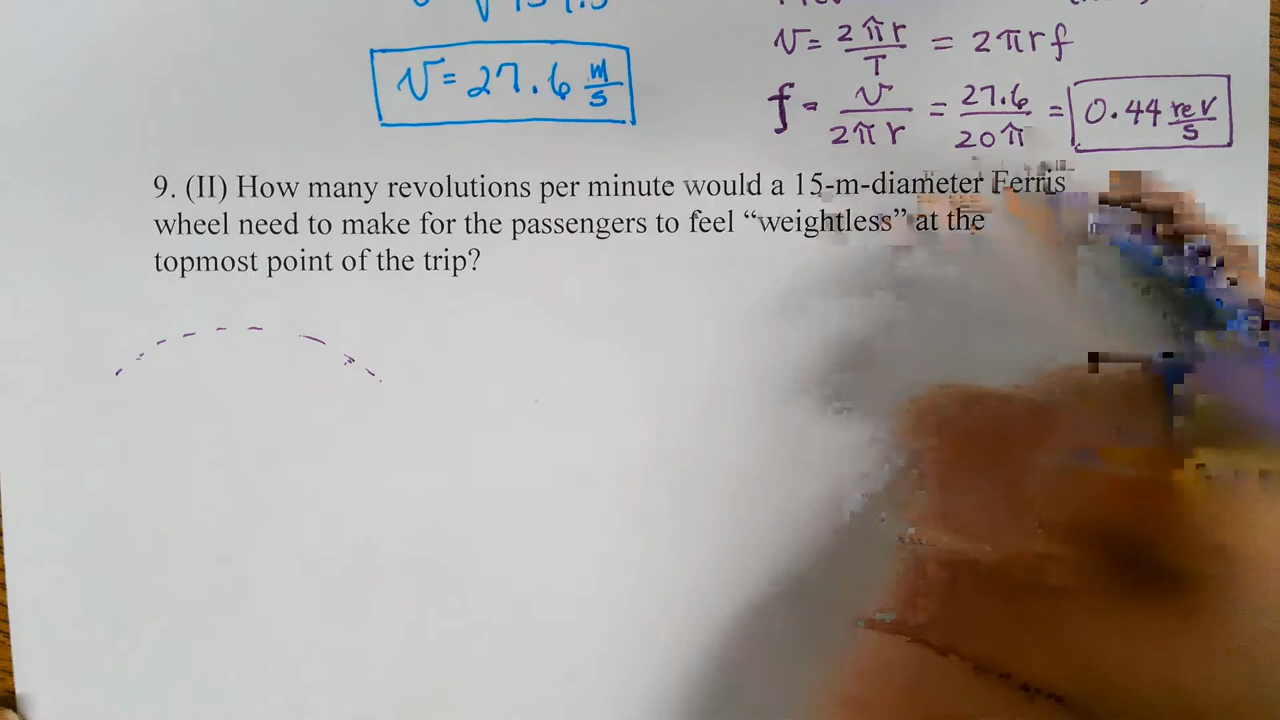 v = 27.6 m/s
v = 2πr/T = 2πrf
f = v/2πr = 27.6/20π = 0.44 rev/s
9. (II) How many revolutions per minute would a 15-m-diameter Ferris
wheel need to make for the passengers to feel “weightless” at the
topmost point of the trip?